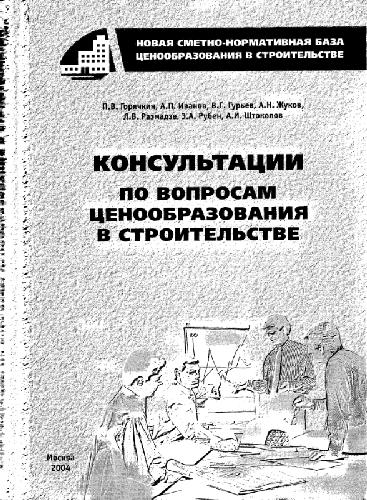 НОВАЯ СМЕТНО-НОРМАТИВНАЯ БАЗА
ЦЕНООБРАЗОВАНИЯ В СТРОИТЕЛЬСТВЕ
П.В. Горячкин, А.П. Иванов, В.Г. Гурьев, А.Н. Жуков,
Л.В. Размадзе, З.А. Рубен, А.И. Штоколов
КОНСУЛЬТАЦИИ
ПО ВОПРОСАМ
ЦЕНООБРАЗОВАНИЯ
В СТРОИТЕЛЬСТВЕ
Москва
2004